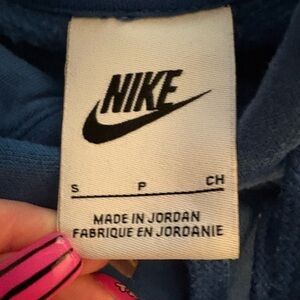 NIKE
S P CH
MADE IN JORDAN
FABRIQUE EN JORDANIE